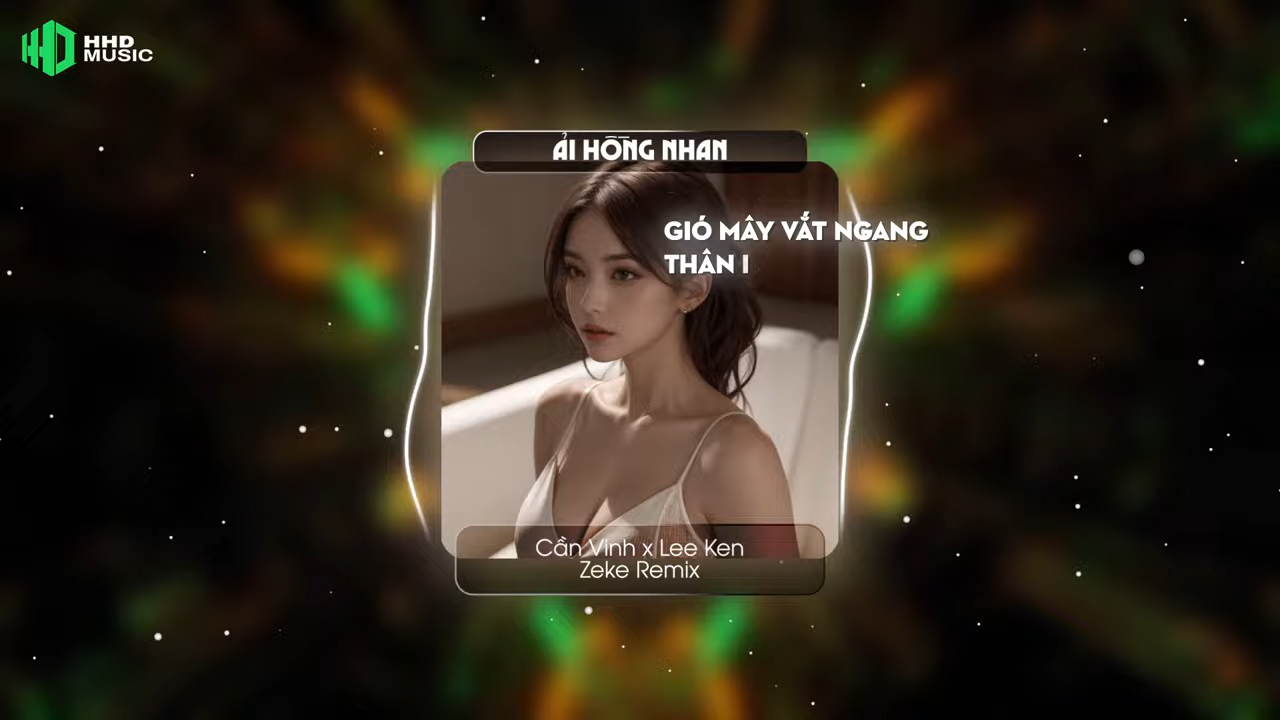 HHD
MUSIC
ẢI HỒNG NHAN
GIÓ MÂY VẮT NGANG
THÂN I
Cần Vinh x Lee Ken
Zeke Remix